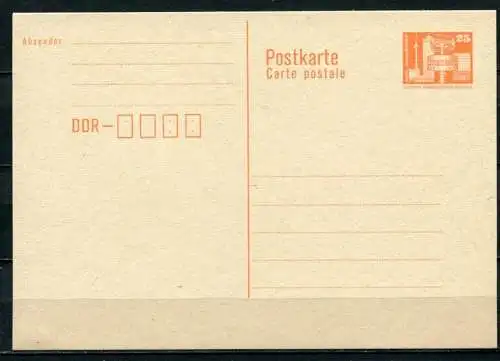 Absender
Postkarte
Carte postale
25
DDR—